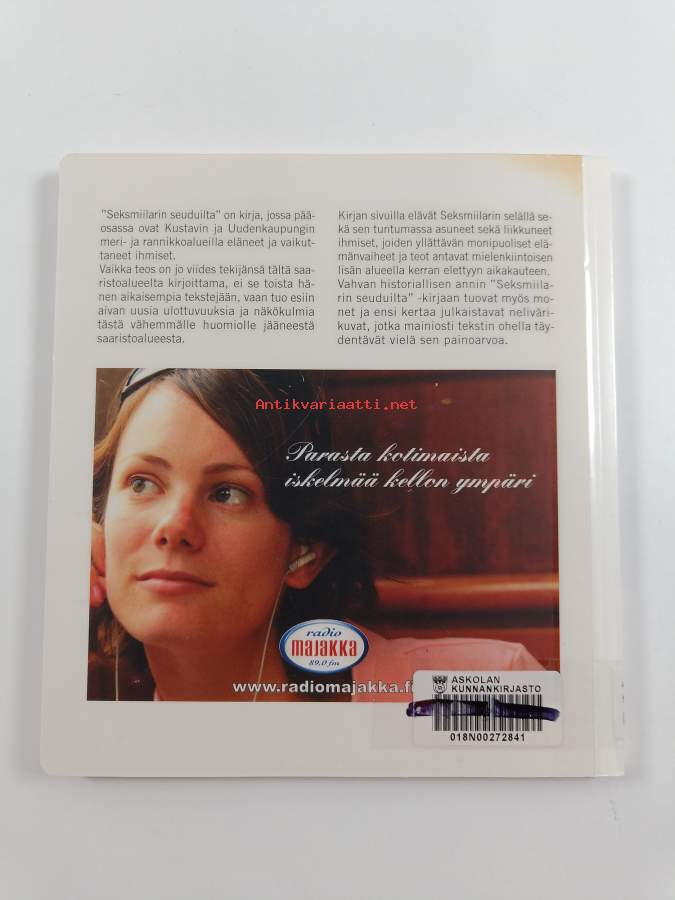 "Seksmiilarin seuduilta" on kirja, jossa pää-
osassa ovat Kustavin ja Uudenkaupungin
meri- ja rannikkoalueilla eläneet ja vaikut-
taneet ihmiset.
Vaikka teos on jo viides tekijänsä tältä saa-
ristoalueelta kirjoittama, ei se toista hä-
nen aikaisempia tekstejään, vaan tuo esiin
aivan uusia ulottuvuuksia ja näkökulmia
tästä vähemmälle huomiolle jääneestä
saaristoalueesta.
Kirjan sivuilla elävät Seksmiilarin selällä se-
kä sen tuntumassa asuneet sekä liikkuneet
ihmiset, joiden yllättävän monipuoliset elä-
mänvaiheet ja teot antavat mielenkiintoisen
lisän alueella kerran elettyyn aikakauteen.
Vahvan historiallisen annin "Seksmiila-
rin seuduilta" -kirjaan tuovat myös mo-
net ja ensi kertaa julkaistavat neliväri-
kuvat, jotka mainiosti tekstin ohella täy-
dentävät vielä sen painoarvoa.
Antikvariaatti.net
Parasta kotimaista
iskelmää kellon ympäri
radio
MAJAKKA
89.0 fm
www.radiomajakka.f
ASKOLAN
KUNNANKIRJASTO
018N00272841